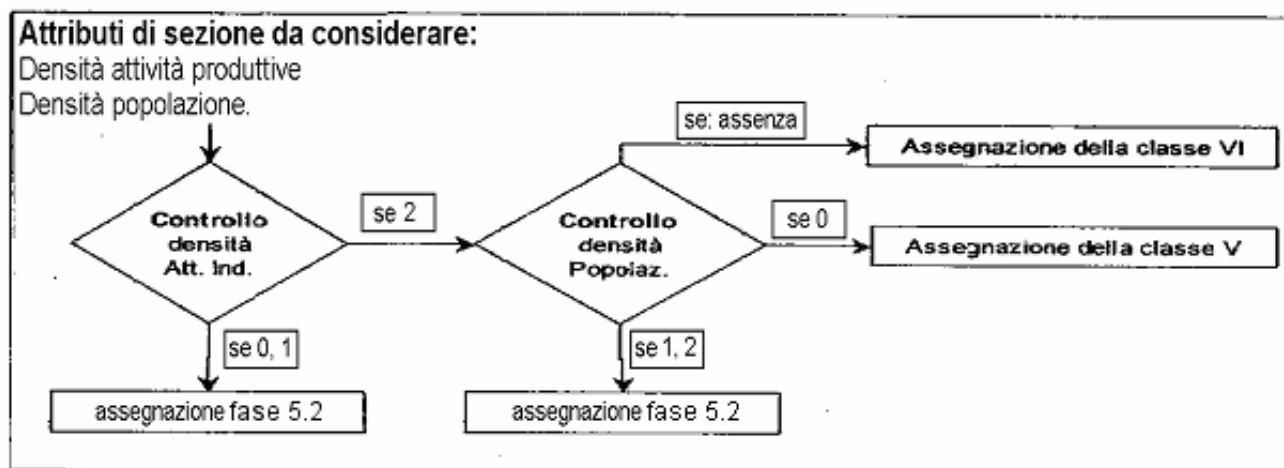 Attributi di sezione da considerare:
Densità attività produttive
Densità popolazione.
se: assenza
Assegnazione della classe VI
Controllo
densità
Att. Ind.
se 2
Controllo
densità
Popolaz.
se 0
Assegnazione della classe V
se 0, 1
se 1, 2
assegnazione fase 5.2
assegnazione fase 5.2